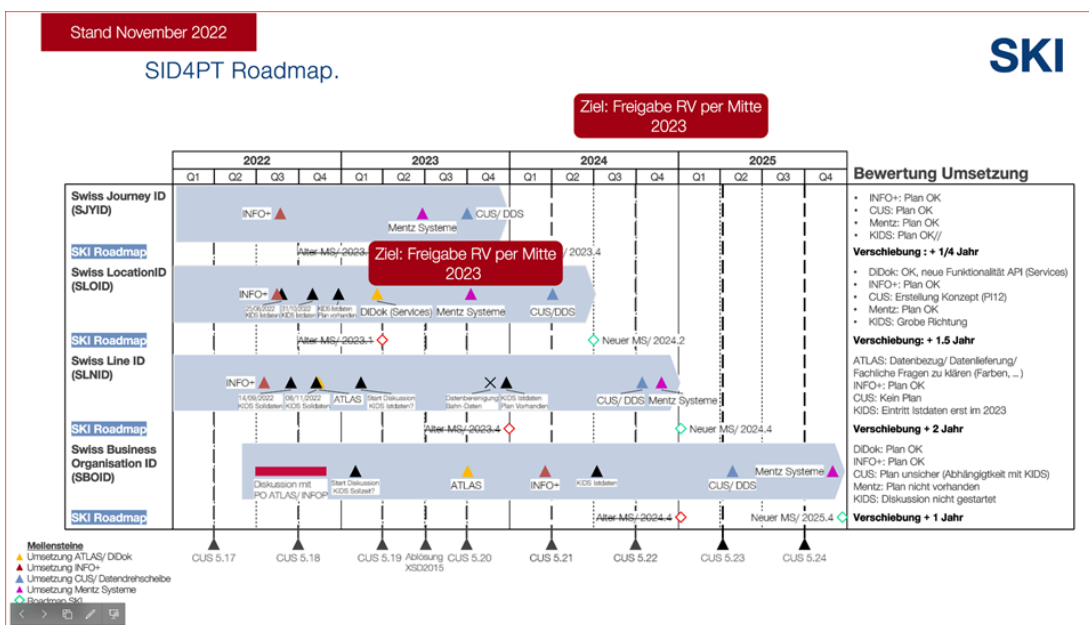 Stand November 2022
SKI
SID4PT Roadmap.
Ziel: Freigabe RV per Mitte
2023
2022
2023
2024
2025
Q1
Q2
Q3
Q4
Q1
Q2
Q3
Q4
Q1
Q2
Q3
Q4
Q1
Q2
Q3
Q4
Bewertung Umsetzung
Swiss Journey ID
(SJYID)
INFO+
Mentz Systeme
CUS/ DDS
• INFO+: Plan OK
• CUS: Plan OK
• Mentz: Plan OK
• KIDS: Plan OK//
SKI Roadmap
Alter MS/ 2023.
/ 2023.4
Verschiebung : + 1/4 Jahr
Ziel: Freigabe RV per Mitte
2023
Swiss LocationID
(SLOID)
INFO+
KIDS Istdaten
31/10/2022
KIDS Istdaten
KIDS Istdaten
Plan vorhanden
DIDok (Services)
Mentz Systeme
CUS/DDS
• DiDok: OK, neue Funktionalität API (Services)
• INFO+: Plan OK
• CUS: Erstellung Konzept (PI12)
• Mentz: Plan OK
• KIDS: Grobe Richtung
SKI Roadmap
Alter MS/ 2023.1
Neuer MS/ 2024.2
Verschiebung: + 1.5 Jahr
Swiss Line ID
(SLNID)
INFO+
14/09/2022
KIDS Solldaten
08/11/2022
KIDS Solldaten
ATLAS
Start Diskussion
KIDS Istdaten?
Datenbereinigung
Bahn-Daten
KIDS Istdaten
Plan Vorhanden
CUS/ DDS
Mentz Systeme
ATLAS: Datenbezug/ Datenlieferung/
Fachliche Fragen zu klären (Farben, ...)
INFO+: Plan OK
CUS: Kein Plan
KIDS: Eintritt Istdaten erst im 2023
SKI Roadmap
Alter MS/ 2023.4
Neuer MS/ 2024.4
Verschiebung + 2 Jahr
Swiss Business
Organisation ID
(SBOID)
Diskussion mit
PO ATLAS/ INFOP
Start Diskussion
KIDS Sollzeit?
ATLAS
INFO+
KIDS Istdaten
CUS/ DDS
Mentz Systeme
DiDok: Plan OK
INFO+: Plan OK
CUS: Plan unsicher (Abhängigkeit mit KIDS)
Mentz: Plan nicht vorhanden
KIDS: Diskussion nicht gestartet
SKI Roadmap
Alter MS/ 2024.4
Neuer MS/ 2025.4
Verschiebung + 1 Jahr
Meilensteine
Umsetzung ATLAS/ DiDok
Umsetzung INFO+
Umsetzung CUS/ Datendrehscheibe
Umsetzung Mentz Systeme
Roadmap SKI
CUS 5.17
CUS 5.18
CUS 5.19
Ablösung
XSD2015
CUS 5.20
CUS 5.21
CUS 5.22
CUS 5.23
CUS 5.24